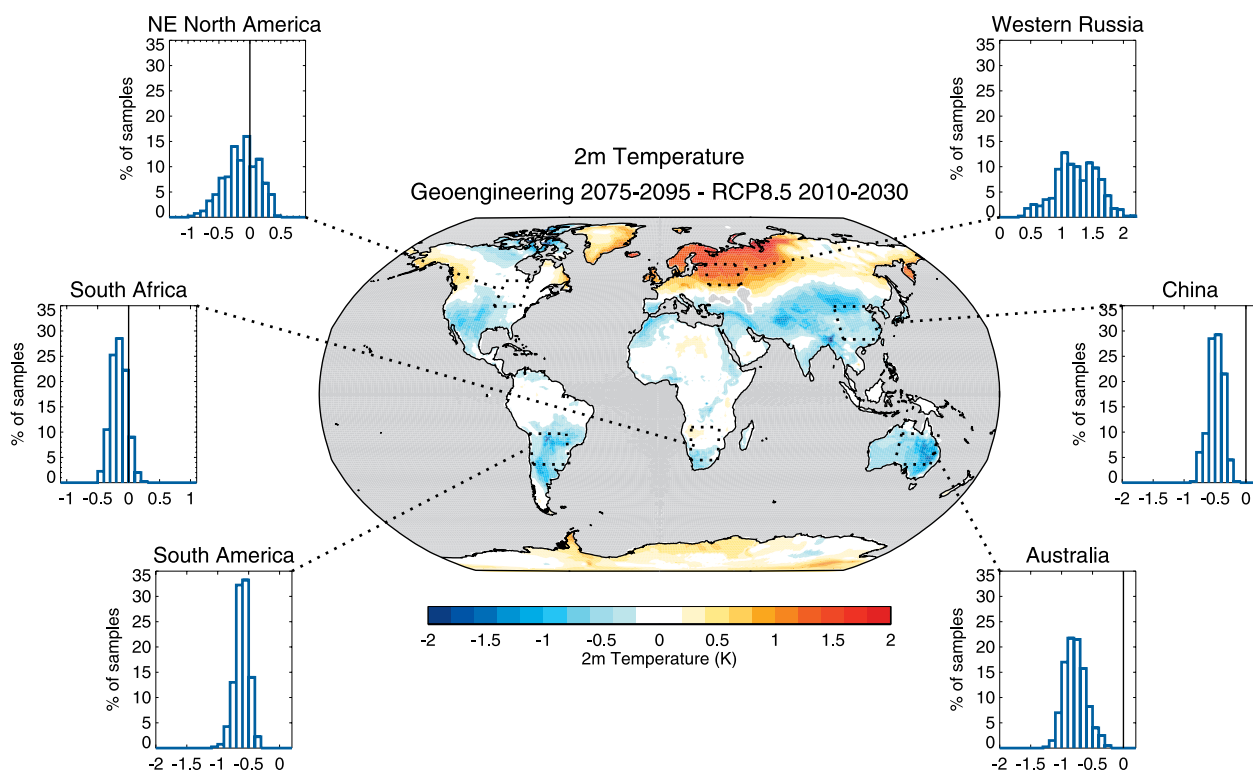 NE North America
35
30
25
20
15
10
5
0
% of samples
-1 -0.5 0 0.5
Western Russia
35
30
25
20
15
10
5
0
% of samples
0 0.5 1 1.5 2
2m Temperature
Geoengineering 2075-2095 - RCP8.5 2010-2030
South Africa
35
30
25
20
15
10
5
0
% of samples
-1 -0.5 0 0.5 1
China
35
30
25
20
15
10
5
0
% of samples
-2 -1.5 -1 -0.5 0
South America
35
30
25
20
15
10
5
0
% of samples
-2 -1.5 -1 -0.5 0
Australia
35
30
25
20
15
10
5
0
% of samples
-2 -1.5 -1 -0.5 0
-2 -1.5 -1 -0.5 0 0.5 1 1.5 2
2m Temperature (K)